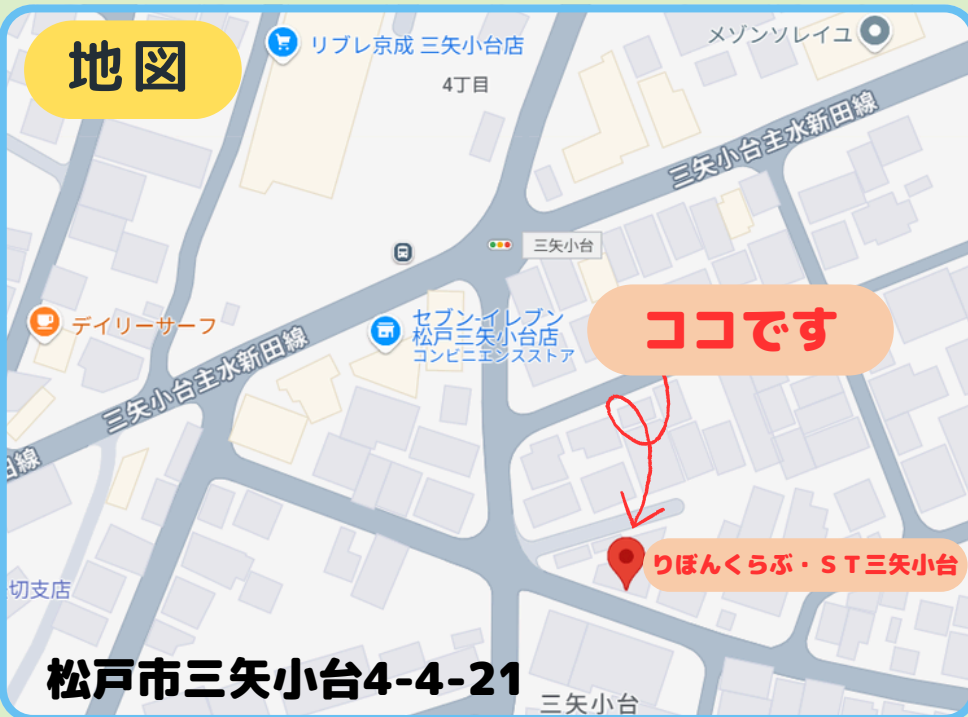 地図
リブレ京成 三矢小台店
4丁目
メゾンソレイユ
三矢小台主水新田線
三矢小台
デイリーサーフ
セブン-イレブン
松戸三矢小台店
コンビニエンスストア
ココです
三矢小台主水新田線
田線
りぼんくらぶ・ST三矢小台
切支店
松戸市三矢小台4-4-21
三矢小台